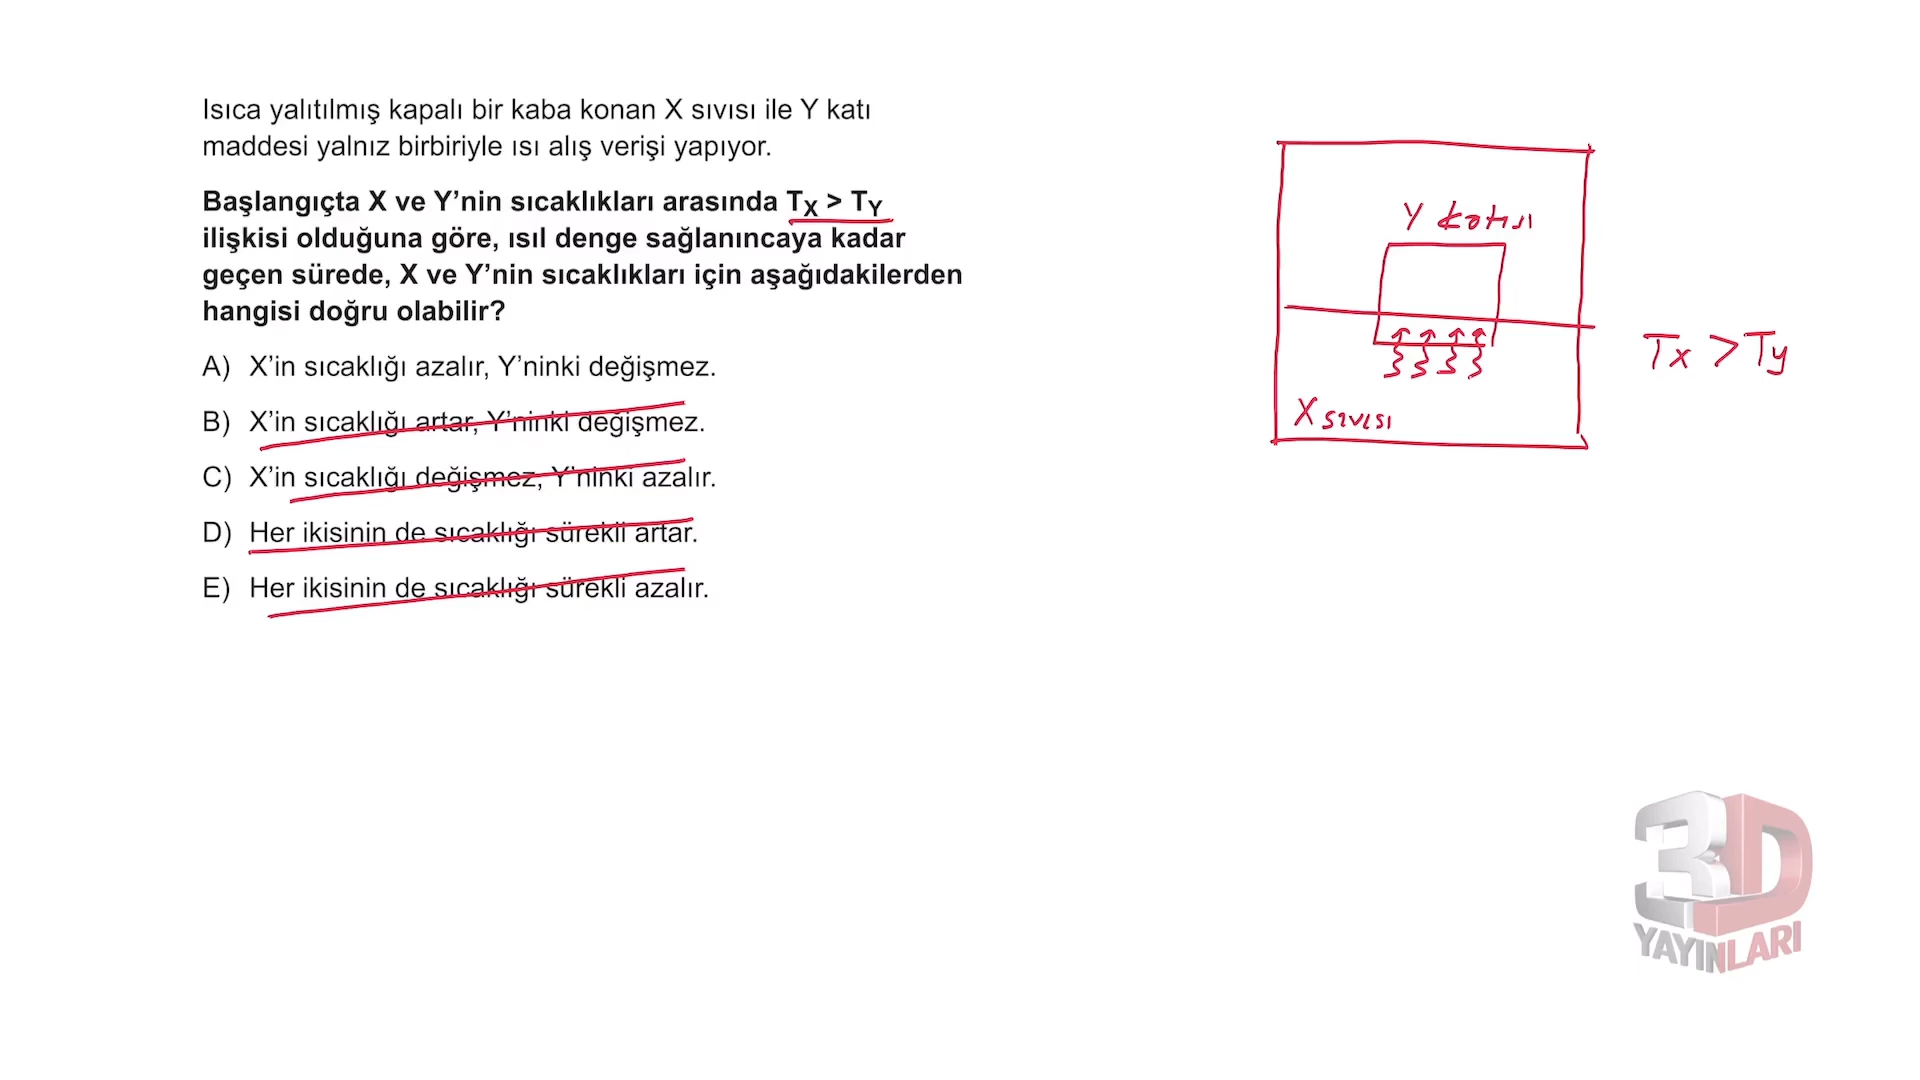 Isıca yalıtılmış kapalı bir kaba konan X sıvısı ile Y katı
maddesi yalnız birbiriyle ısı alış verişi yapıyor.
Başlangıçta X ve Y’nin sıcaklıkları arasında TX > TY
ilişkisi olduğuna göre, ısıl denge sağlanıncaya kadar
geçen sürede, X ve Y’nin sıcaklıkları için aşağıdakilerden
hangisi doğru olabilir?
A) X’in sıcaklığı azalır, Y’ninki değişmez.
B) X’in sıcaklığı artar, Y’ninki değişmez.
C) X’in sıcaklığı değişmez, Y’ninki azalır.
D) Her ikisinin de sıcaklığı sürekli artar.
E) Her ikisinin de sıcaklığı sürekli azalır.
Y katısı
Tx > Ty
X sıvısı
3D
YAYINLARI